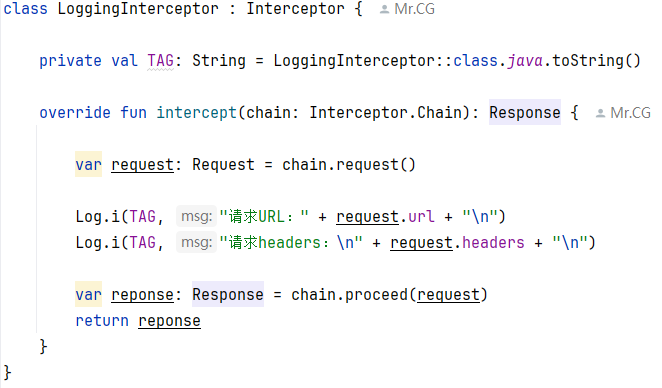 class LoggingInterceptor : Interceptor { Mr.CG
private val TAG: String = LoggingInterceptor::class.java.toString()
override fun intercept(chain: Interceptor.Chain): Response { Mr.CG
var request: Request = chain.request()
Log.i(TAG, msg: "请求URL：" + request.url + "\n")
Log.i(TAG, msg: "请求headers：\n" + request.headers + "\n")
var reponse: Response = chain.proceed(request)
return reponse
}
}